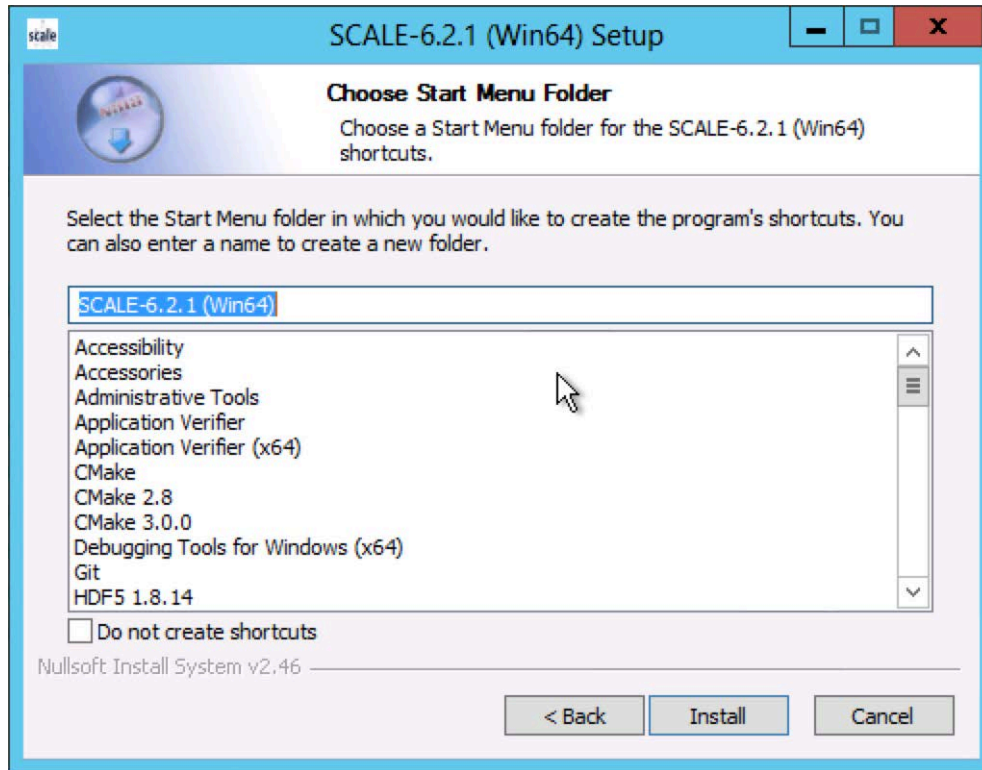 scale
SCALE-6.2.1 (Win64) Setup
Choose Start Menu Folder
Choose a Start Menu folder for the SCALE-6.2.1 (Win64)
shortcuts.
Select the Start Menu folder in which you would like to create the program's shortcuts. You
can also enter a name to create a new folder.
SCALE-6.2.1 (Win64)
Accessibility
Accessories
Administrative Tools
Application Verifier
Application Verifier (x64)
CMake
CMake 2.8
CMake 3.0.0
Debugging Tools for Windows (x64)
Git
HDF5 1.8.14
Do not create shortcuts
Nullsoft Install System v2.46
< Back
Install
Cancel